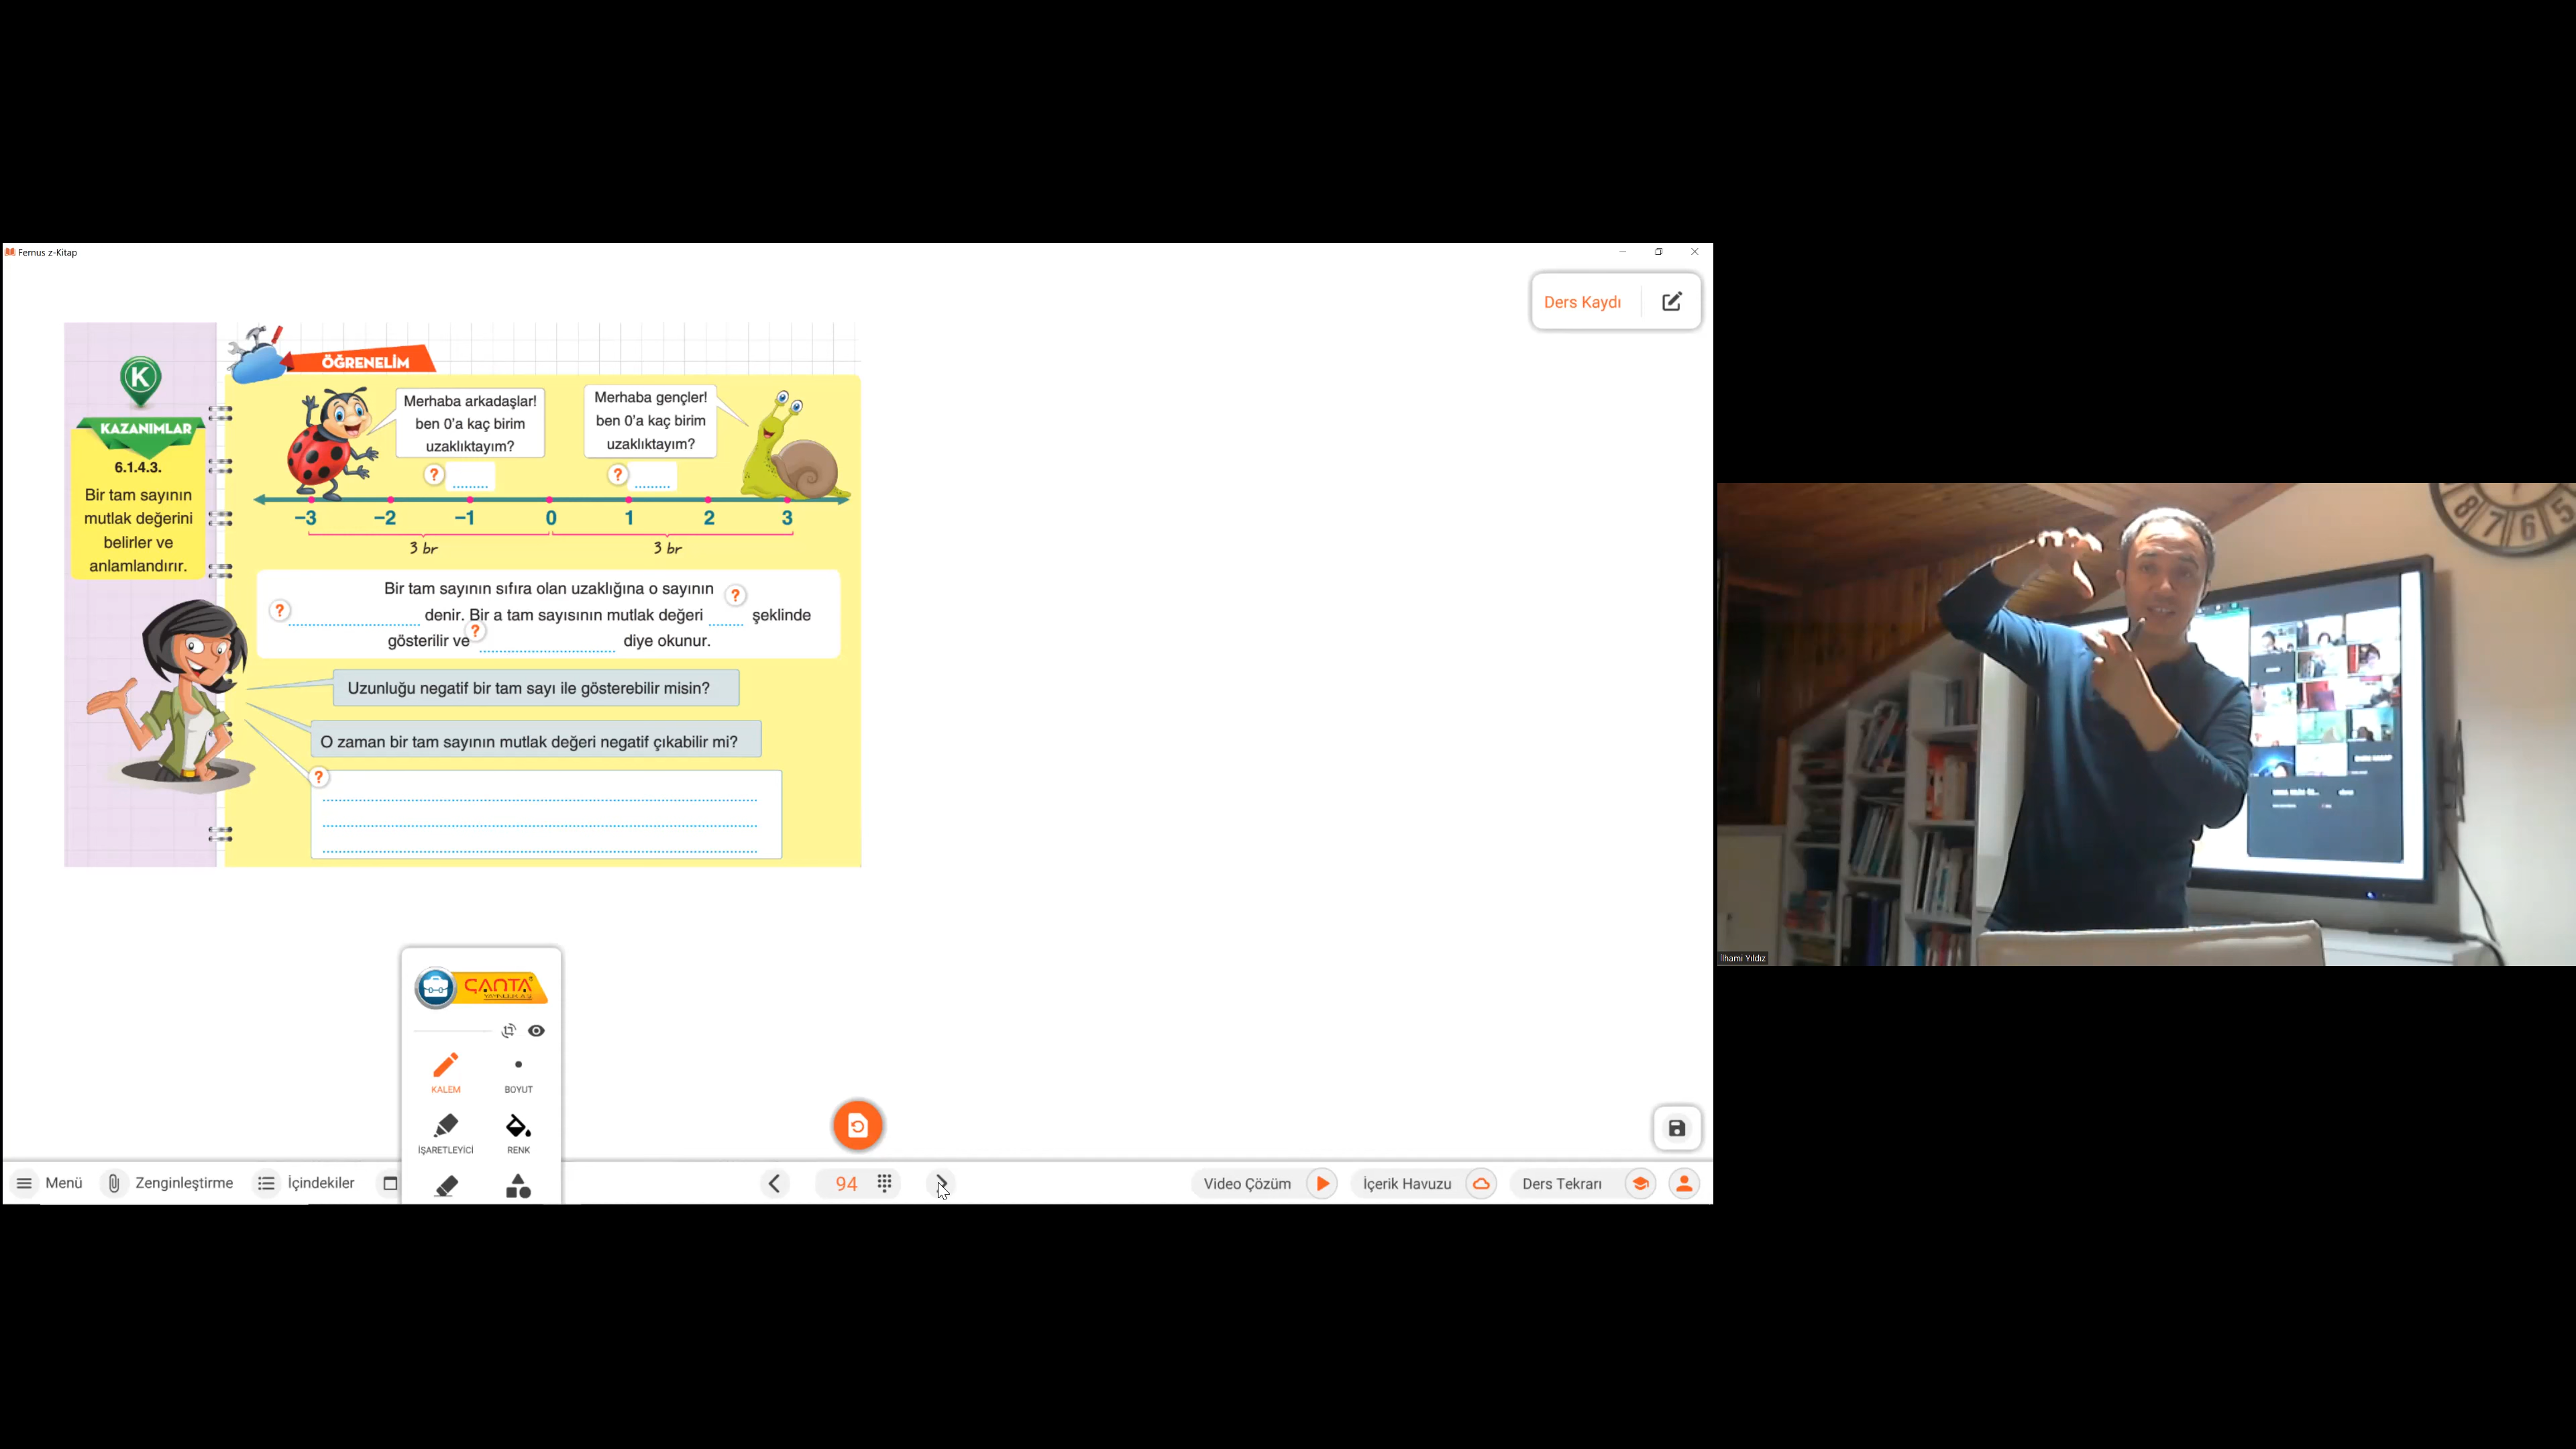 Fernus z-Kitap
Ders Kaydı
ÖĞRENELİM
K
KAZANIMLAR
6.1.4.3.
Bir tam sayının
mutlak değerini
belirler ve
anlamlandırır.
Merhaba arkadaşlar!
ben 0'a kaç birim
uzaklıktayım?
? ........
Merhaba gençler!
ben 0'a kaç birim
uzaklıktayım?
? ........
–3 –2 –1 0 1 2 3
3 br 3 br
Bir tam sayının sıfıra olan uzaklığına o sayının ?
? .............................. denir. Bir a tam sayısının mutlak değeri ........ şeklinde
gösterilir ve ? .............................. diye okunur.
Uzunluğu negatif bir tam sayı ile gösterebilir misin?
O zaman bir tam sayının mutlak değeri negatif çıkabilir mi?
?
ÇANTA
YAYINCILIK A.Ş.
KALEM BOYUT
İŞARETLEYİCİ RENK
Menü Zenginleştirme İçindekiler 94 Video Çözüm İçerik Havuzu Ders Tekrarı
8 7 6 5
İlhami Yıldız